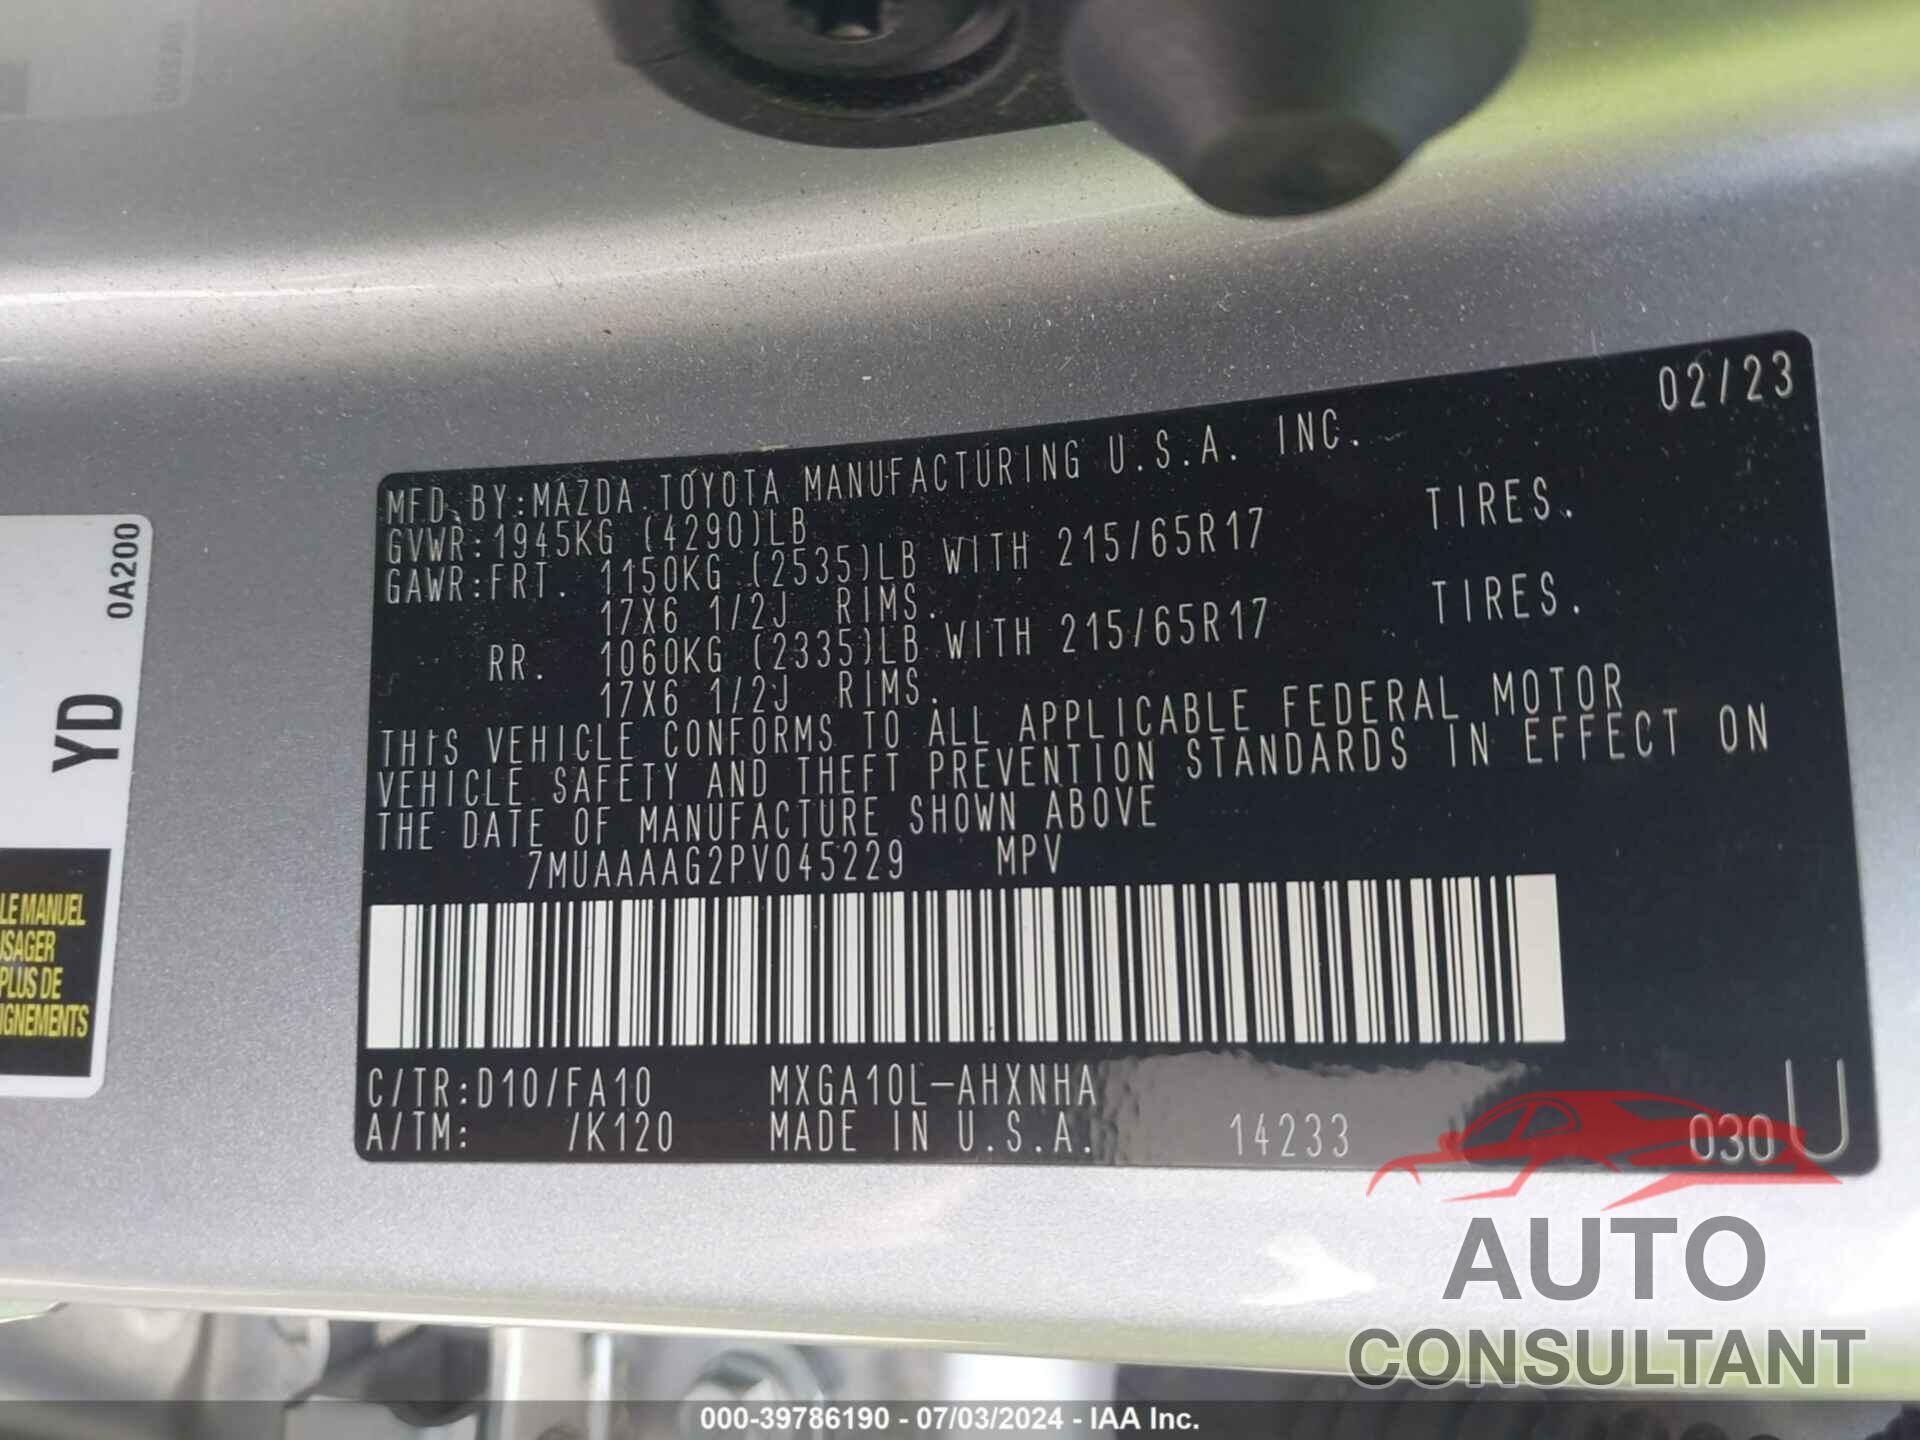 02/23
MFD.BY:MAZDA TOYOTA MANUFACTURING U.S.A. INC.
GVWR:1945KG (4290)LB
GAWR:FRT. 1150KG (2535)LB WITH 215/65R17 TIRES.
17X6 1/2J RIMS.
RR. 1060KG (2335)LB WITH 215/65R17 TIRES.
17X6 1/2J RIMS.
THIS VEHICLE CONFORMS TO ALL APPLICABLE FEDERAL MOTOR
VEHICLE SAFETY AND THEFT PREVENTION STANDARDS IN EFFECT ON
THE DATE OF MANUFACTURE SHOWN ABOVE
7MUAAAAG2PV045229 MPV
C/TR:D10/FA10 MXGA10L-AHXNHA
A/TM: /K120 MADE IN U.S.A. 14233 030 U
0A200
YD
LE MANUEL
USAGER
PLUS DE
IGNEMENTS
AUTO
CONSULTANT
000-39786190 - 07/03/2024 - IAA Inc.